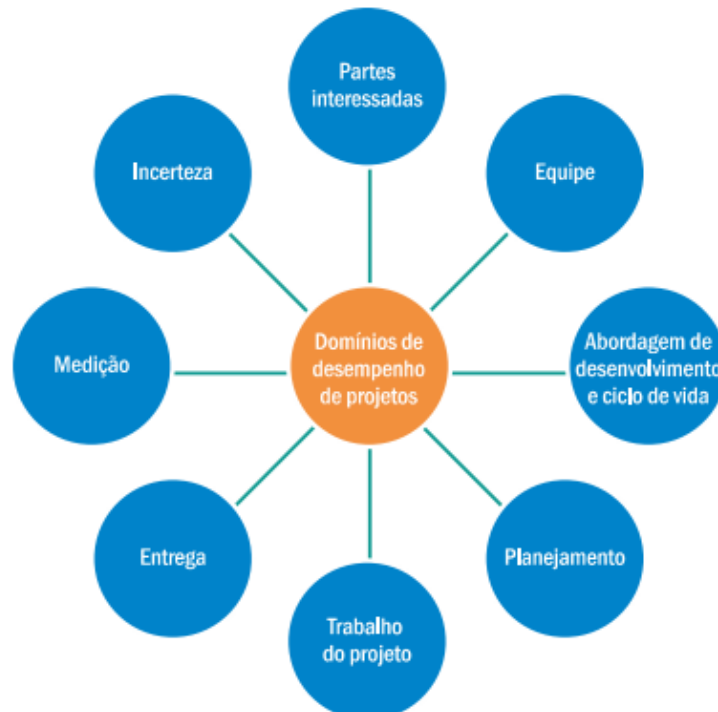 Partes
interessadas
Equipe
Abordagem de
desenvolvimento
e ciclo de vida
Planejamento
Trabalho
do projeto
Entrega
Medição
Incerteza
Domínios de
desempenho
de projetos